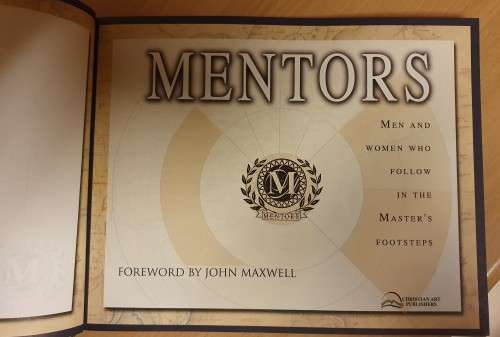 MENTORS
MEN AND
WOMEN WHO
FOLLOW
IN THE
MASTER'S
FOOTSTEPS
M
MENTORS
FOREWORD BY JOHN MAXWELL
CHRISTIAN ART
PUBLISHERS